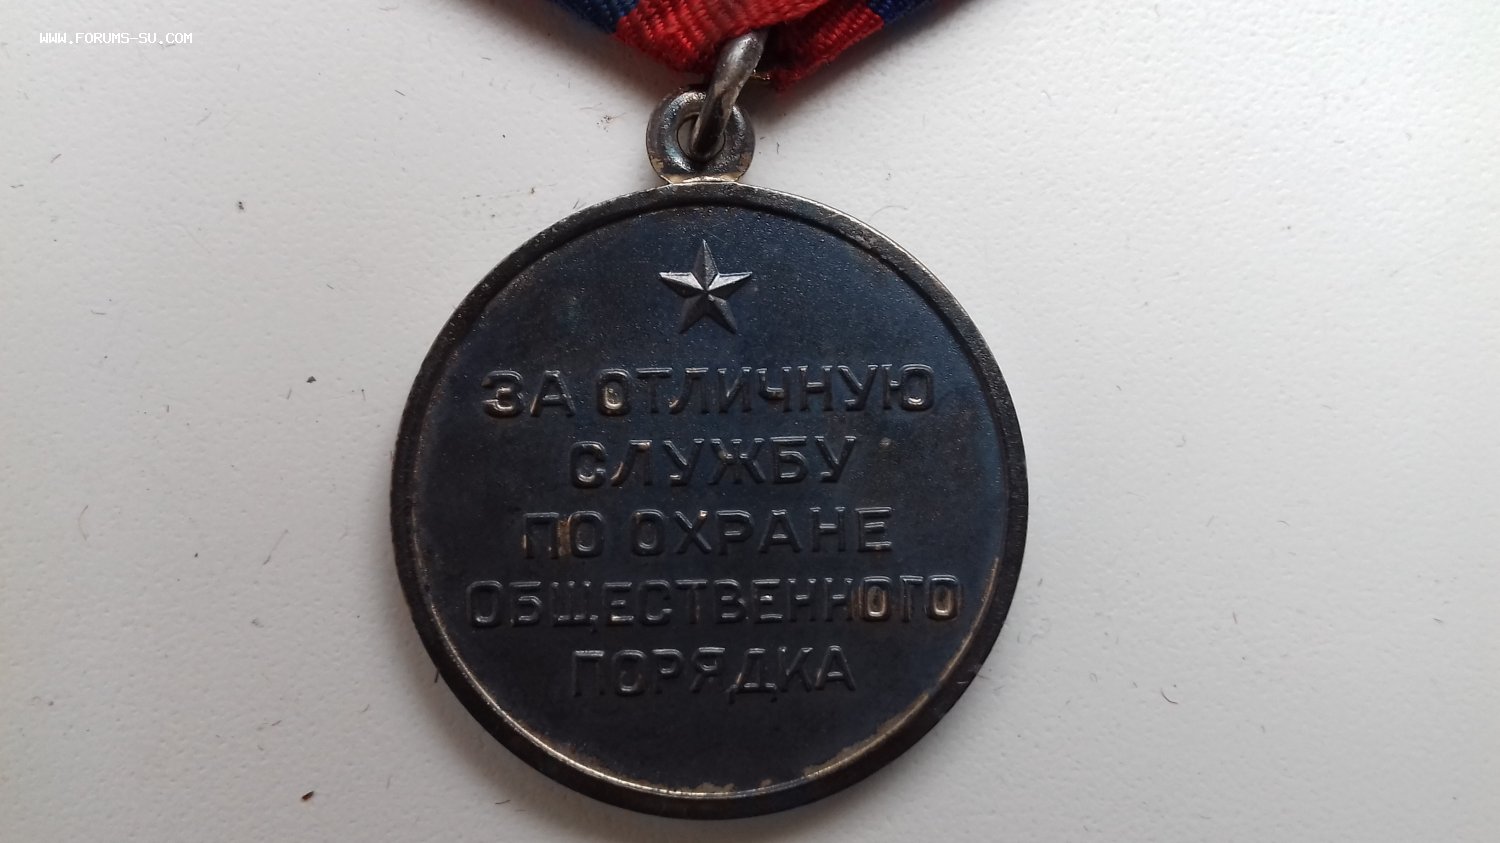 WWW.FORUMS-SU.COM
ЗА ОТЛИЧНУЮ
СЛУЖБУ
ПО ОХРАНЕ
ОБЩЕСТВЕННОГО
ПОРЯДКА